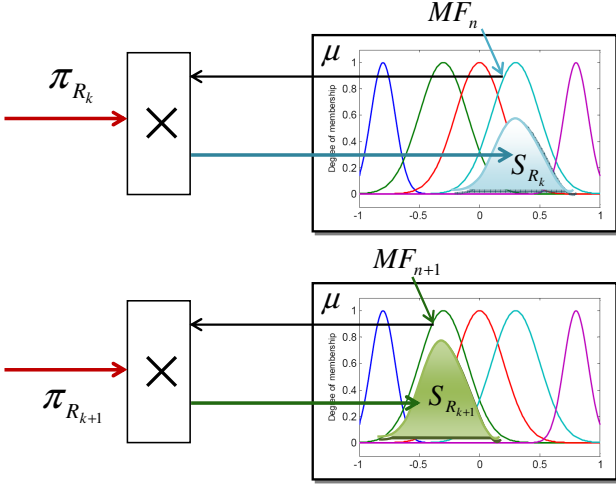 MF_n
μ
π_{R_k}
×
Degree of membership
1
0.8
0.6
0.4
0.2
0
S_{R_k}
-1 -0.5 0 0.5 1
MF_{n+1}
μ
π_{R_{k+1}}
×
Degree of membership
1
0.8
0.6
0.4
0.2
0
S_{R_{k+1}}
-1 -0.5 0 0.5 1